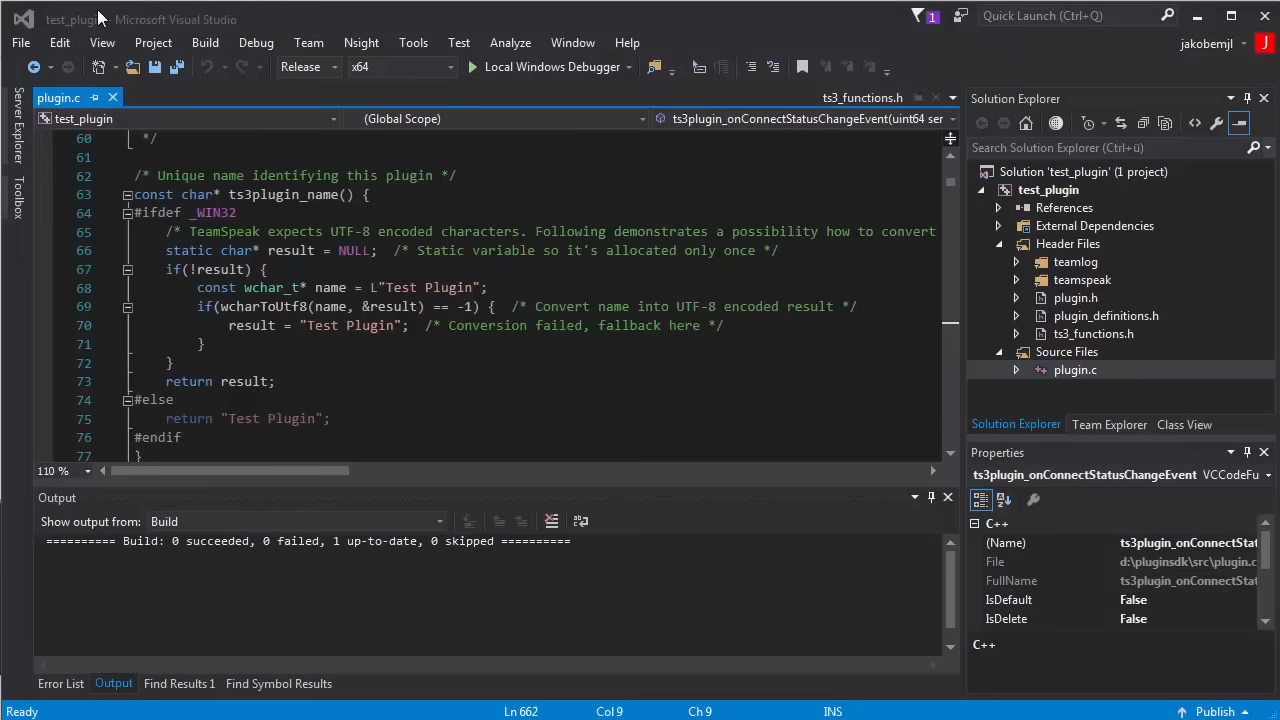 test_plugin - Microsoft Visual Studio
1
Quick Launch (Ctrl+Q)
File Edit View Project Build Debug Team Nsight Tools Test Analyze Window Help
jakobemjl
J
Release x64 Local Windows Debugger
Server Explorer
Toolbox
plugin.c
ts3_functions.h
test_plugin (Global Scope) ts3plugin_onConnectStatusChangeEvent(uint64 ser
60 */
61
62 /* Unique name identifying this plugin */
63 const char* ts3plugin_name() {
64 #ifdef _WIN32
65 /* TeamSpeak expects UTF-8 encoded characters. Following demonstrates a possibility how to convert
66 static char* result = NULL; /* Static variable so it's allocated only once */
67 if(!result) {
68 const wchar_t* name = L"Test Plugin";
69 if(wcharToUtf8(name, &result) == -1) { /* Convert name into UTF-8 encoded result */
70 result = "Test Plugin"; /* Conversion failed, fallback here */
71 }
72 }
73 return result;
74 #else
75 return "Test Plugin";
76 #endif
77 }
110 %
Output
Show output from: Build
========== Build: 0 succeeded, 0 failed, 1 up-to-date, 0 skipped ==========
Error List Output Find Results 1 Find Symbol Results
Solution Explorer
Search Solution Explorer (Ctrl+ü)
Solution 'test_plugin' (1 project)
test_plugin
References
External Dependencies
Header Files
teamlog
teamspeak
plugin.h
plugin_definitions.h
ts3_functions.h
Source Files
plugin.c
Solution Explorer Team Explorer Class View
Properties
ts3plugin_onConnectStatusChangeEvent VCCodeFu
C++
(Name) ts3plugin_onConnectStat
File d:\pluginsdk\src\plugin.c
FullName ts3plugin_onConnectStat
IsDefault False
IsDelete False
C++
Ready Ln 662 Col 9 Ch 9 INS Publish